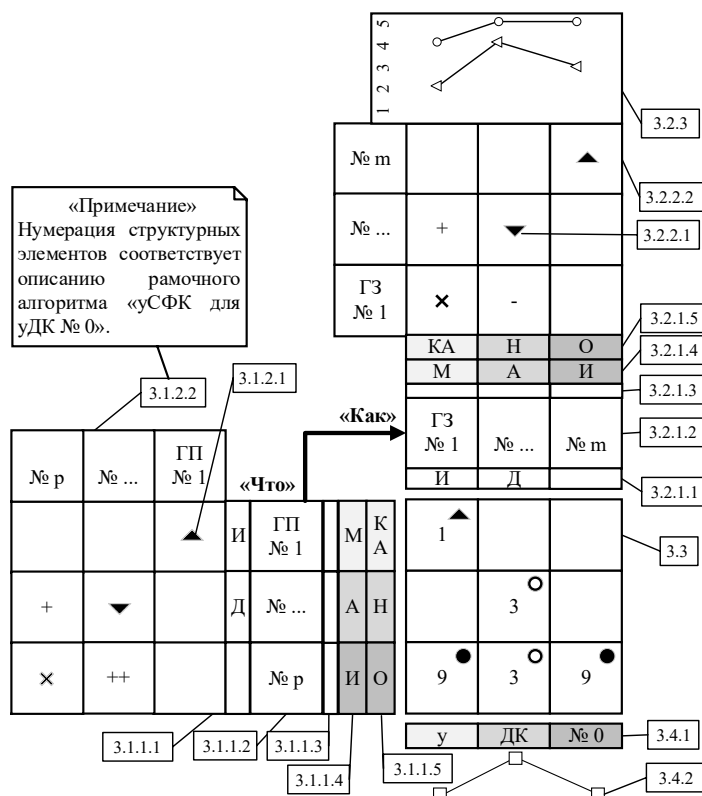 5
4
3
2
1
3.2.3
№ m
3.2.2.2
«Примечание»
Нумерация структурных
элементов соответствует
описанию рамочного
алгоритма «уСФК для
уДК № 0».
№ ...
+
3.2.2.1
ГЗ
№ 1
×
-
КА
Н
О
3.2.1.5
М
А
И
3.2.1.4
3.1.2.2
3.1.2.1
3.2.1.3
«Как»
ГЗ
№ 1
№ ...
№ m
3.2.1.2
И
Д
3.2.1.1
№ p
№ ...
ГП
№ 1
«Что»
И
ГП
№ 1
М
К
А
1
3.3
+
Д
№ ...
А
Н
3
×
++
№ p
И
О
9
3
9
у
ДК
№ 0
3.4.1
3.1.1.1
3.1.1.2
3.1.1.3
3.1.1.4
3.1.1.5
3.4.2